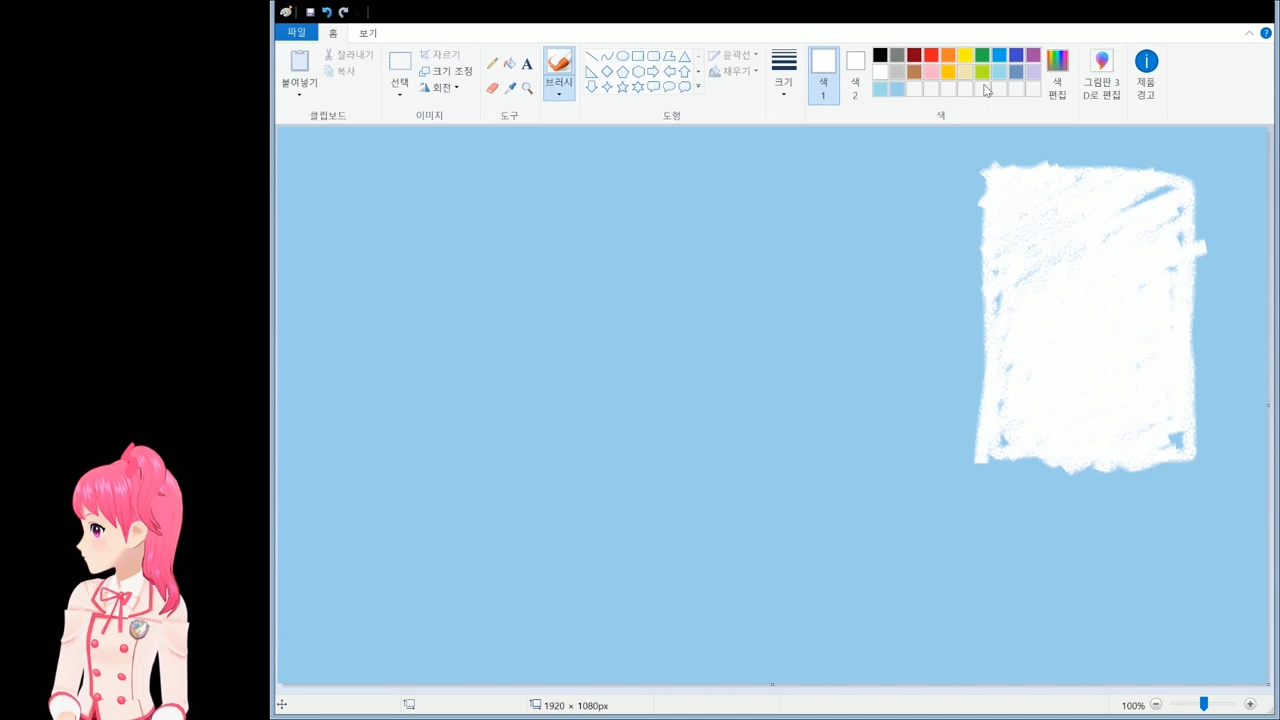 파일 홈 보기
붙여넣기
잘라내기
복사
클립보드
선택
자르기
크기 조정
회전
이미지
A
도구
브러시
윤곽선
채우기
도형
크기
색 1
색 2
색 편집
색
그림판 3D로 편집
제품 경고
1920 × 1080px
100%